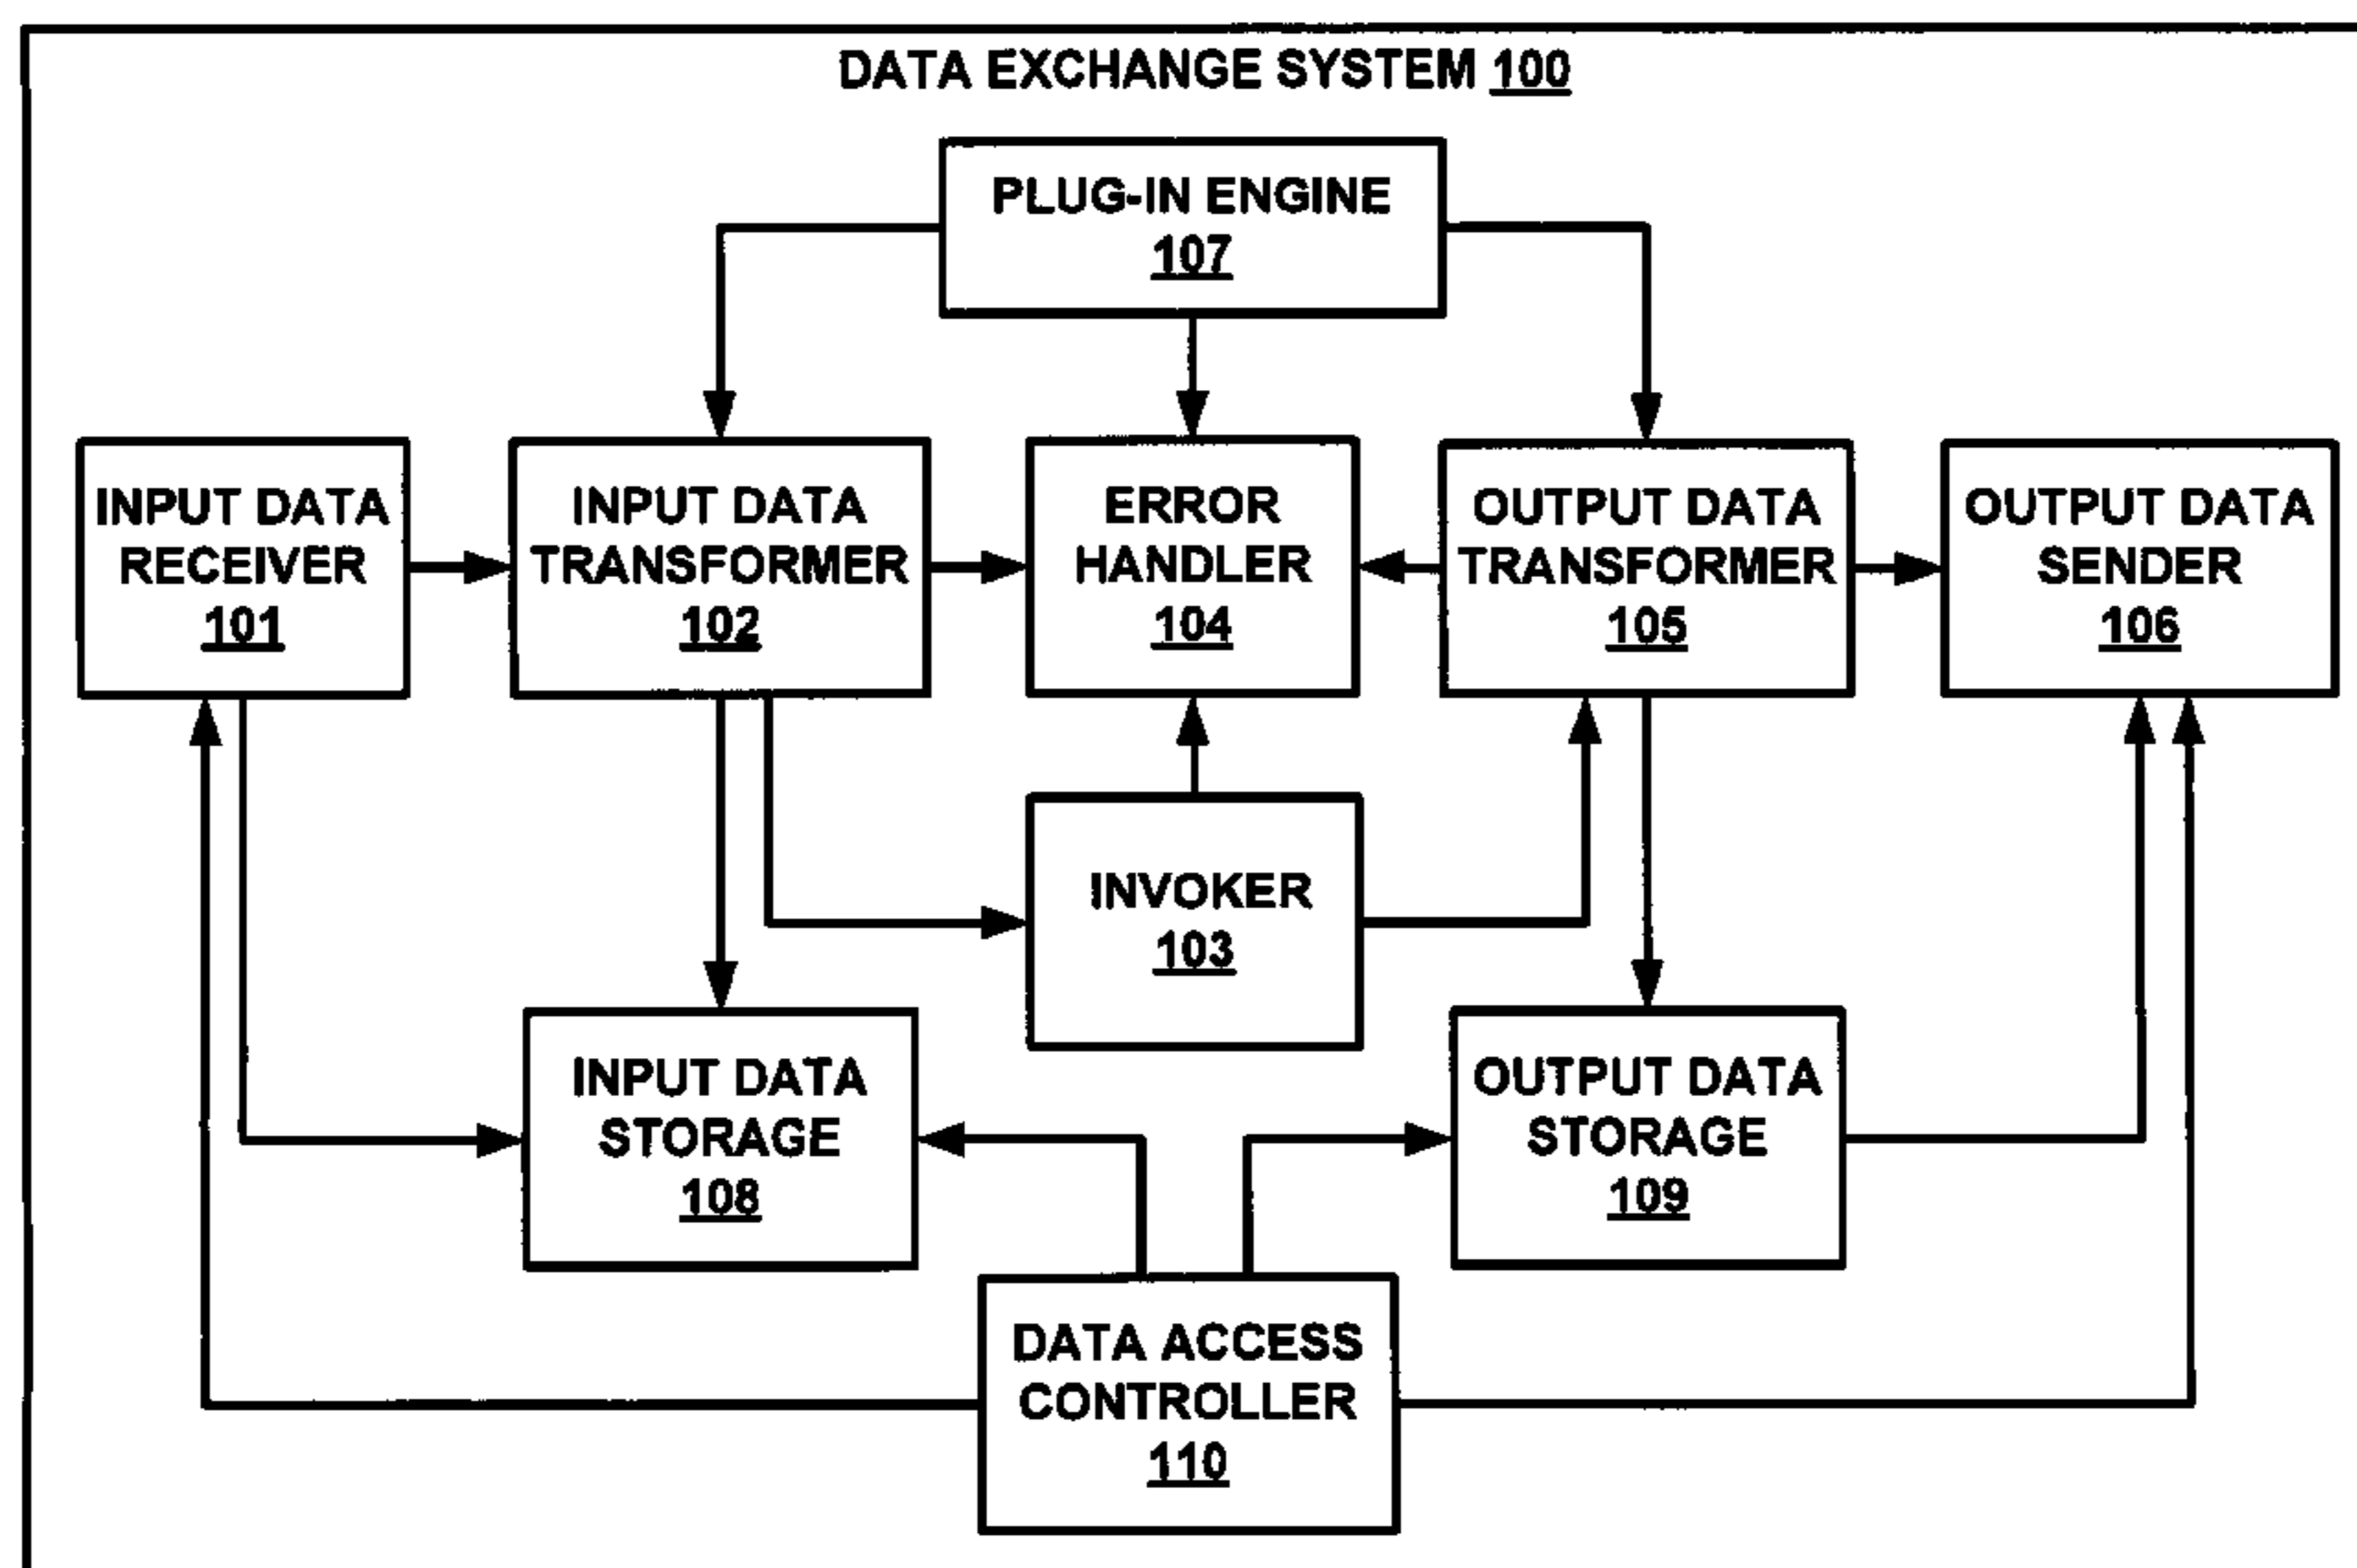 DATA EXCHANGE SYSTEM 100
PLUG-IN ENGINE
107
INPUT DATA
RECEIVER
101
INPUT DATA
TRANSFORMER
102
ERROR
HANDLER
104
OUTPUT DATA
TRANSFORMER
105
OUTPUT DATA
SENDER
106
INVOKER
103
INPUT DATA
STORAGE
108
OUTPUT DATA
STORAGE
109
DATA ACCESS
CONTROLLER
110